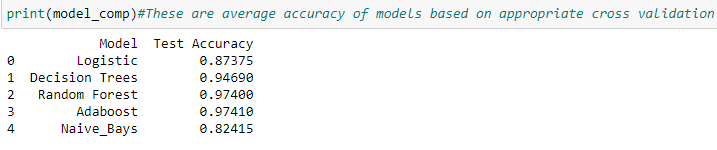 print(model_comp)#These are average accuracy of models based on appropriate cross validation
Model Test Accuracy
0 Logistic 0.87375
1 Decision Trees 0.94690
2 Random Forest 0.97400
3 Adaboost 0.97410
4 Naive_Bays 0.82415